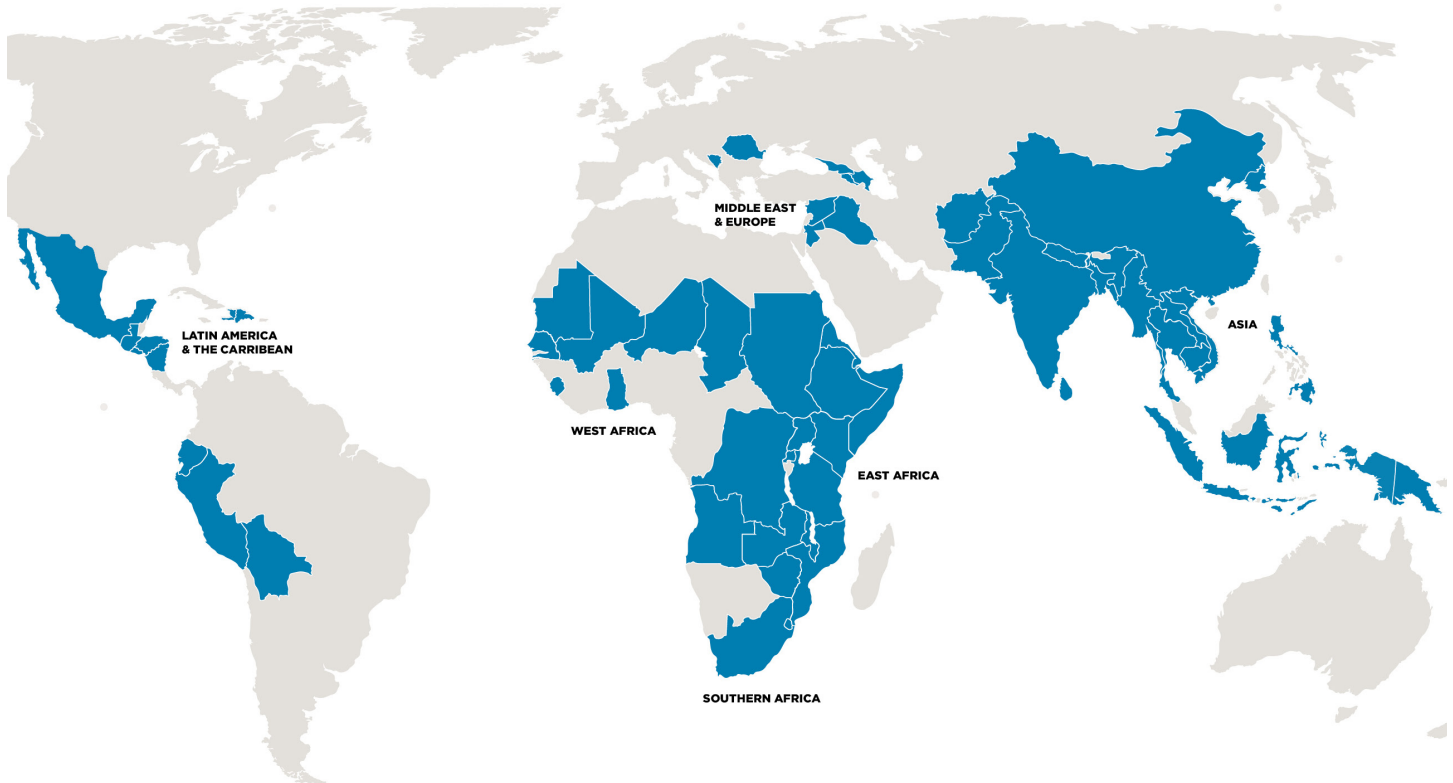 MIDDLE EAST
& EUROPE
LATIN AMERICA
& THE CARRIBEAN
ASIA
WEST AFRICA
EAST AFRICA
SOUTHERN AFRICA